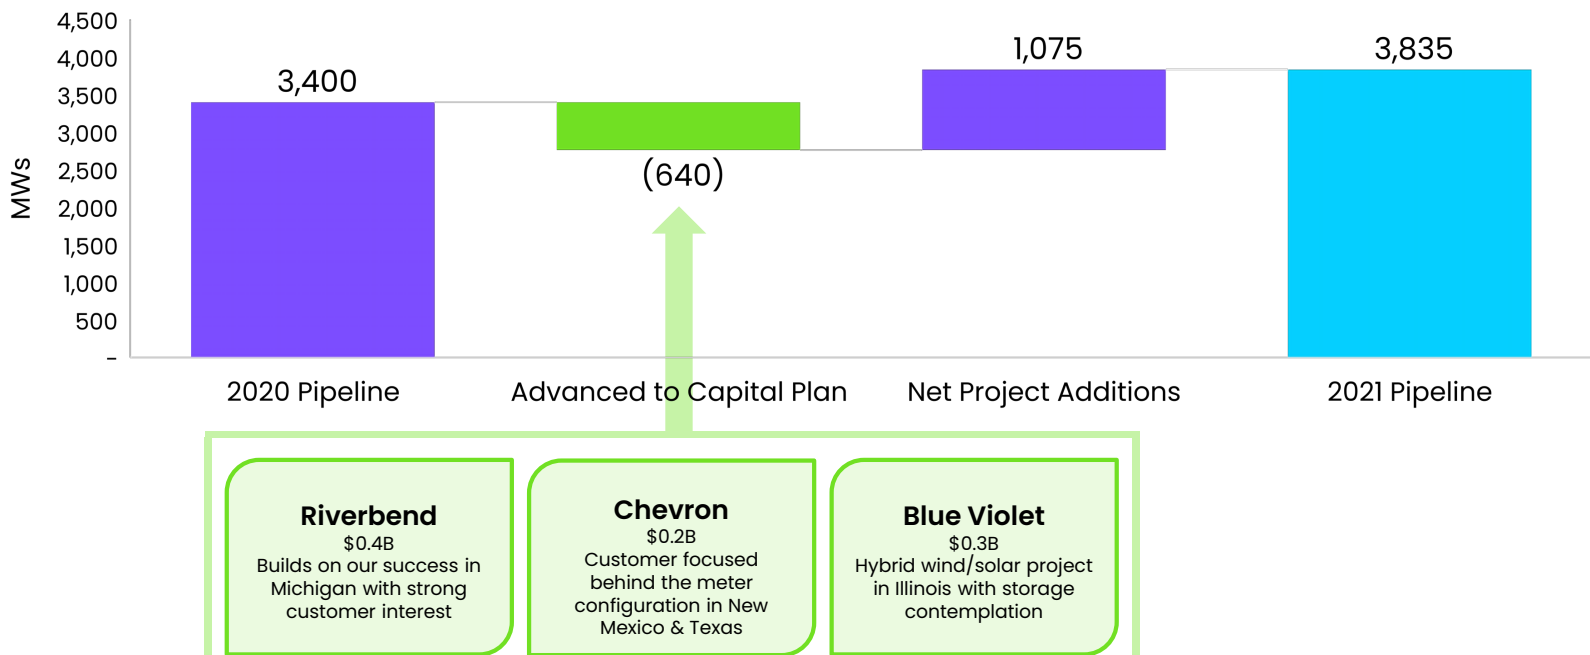 4,500
4,000
3,500
3,000
2,500
2,000
1,500
1,000
500
–
MWs
3,400
(640)
1,075
3,835
2020 Pipeline
Advanced to Capital Plan
Net Project Additions
2021 Pipeline
Riverbend
$0.4B
Builds on our success in
Michigan with strong
customer interest
Chevron
$0.2B
Customer focused
behind the meter
configuration in New
Mexico & Texas
Blue Violet
$0.3B
Hybrid wind/solar project
in Illinois with storage
contemplation